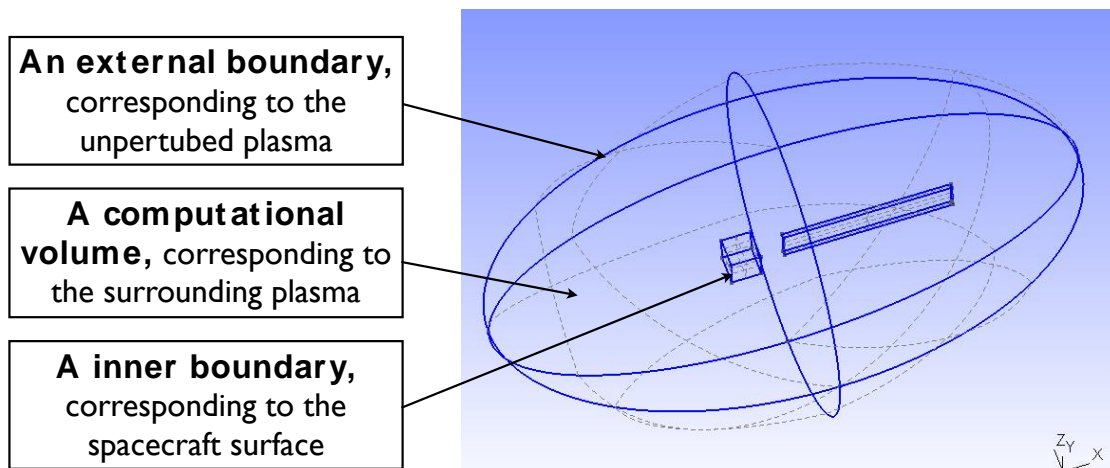 An external boundary,
corresponding to the
unpertubed plasma
A computational
volume, corresponding to
the surrounding plasma
A inner boundary,
corresponding to the
spacecraft surface
Z Y X